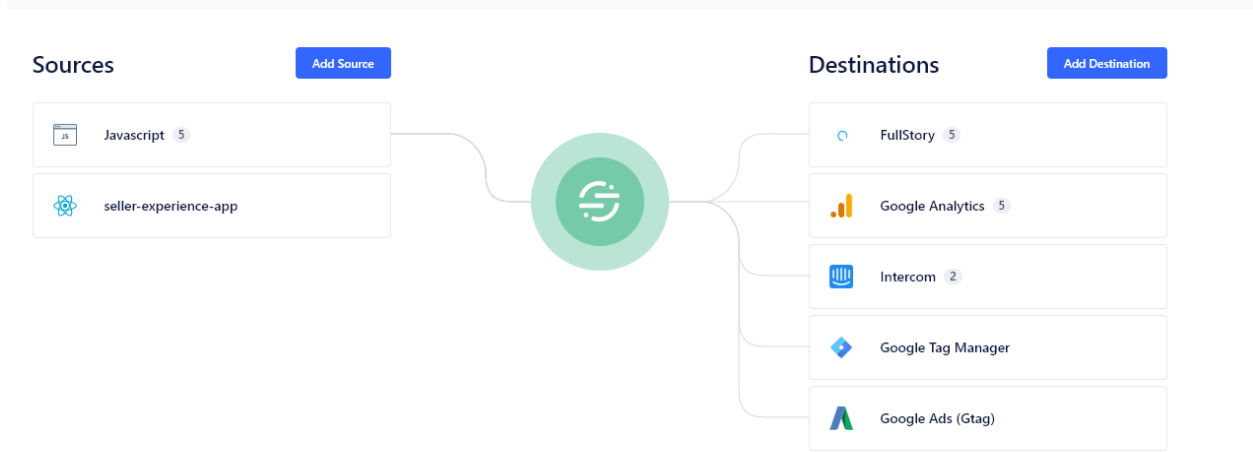 Sources
Add Source
JS
Javascript 5
seller-experience-app
Destinations
Add Destination
FullStory 5
Google Analytics 5
Intercom 2
Google Tag Manager
Google Ads (Gtag)